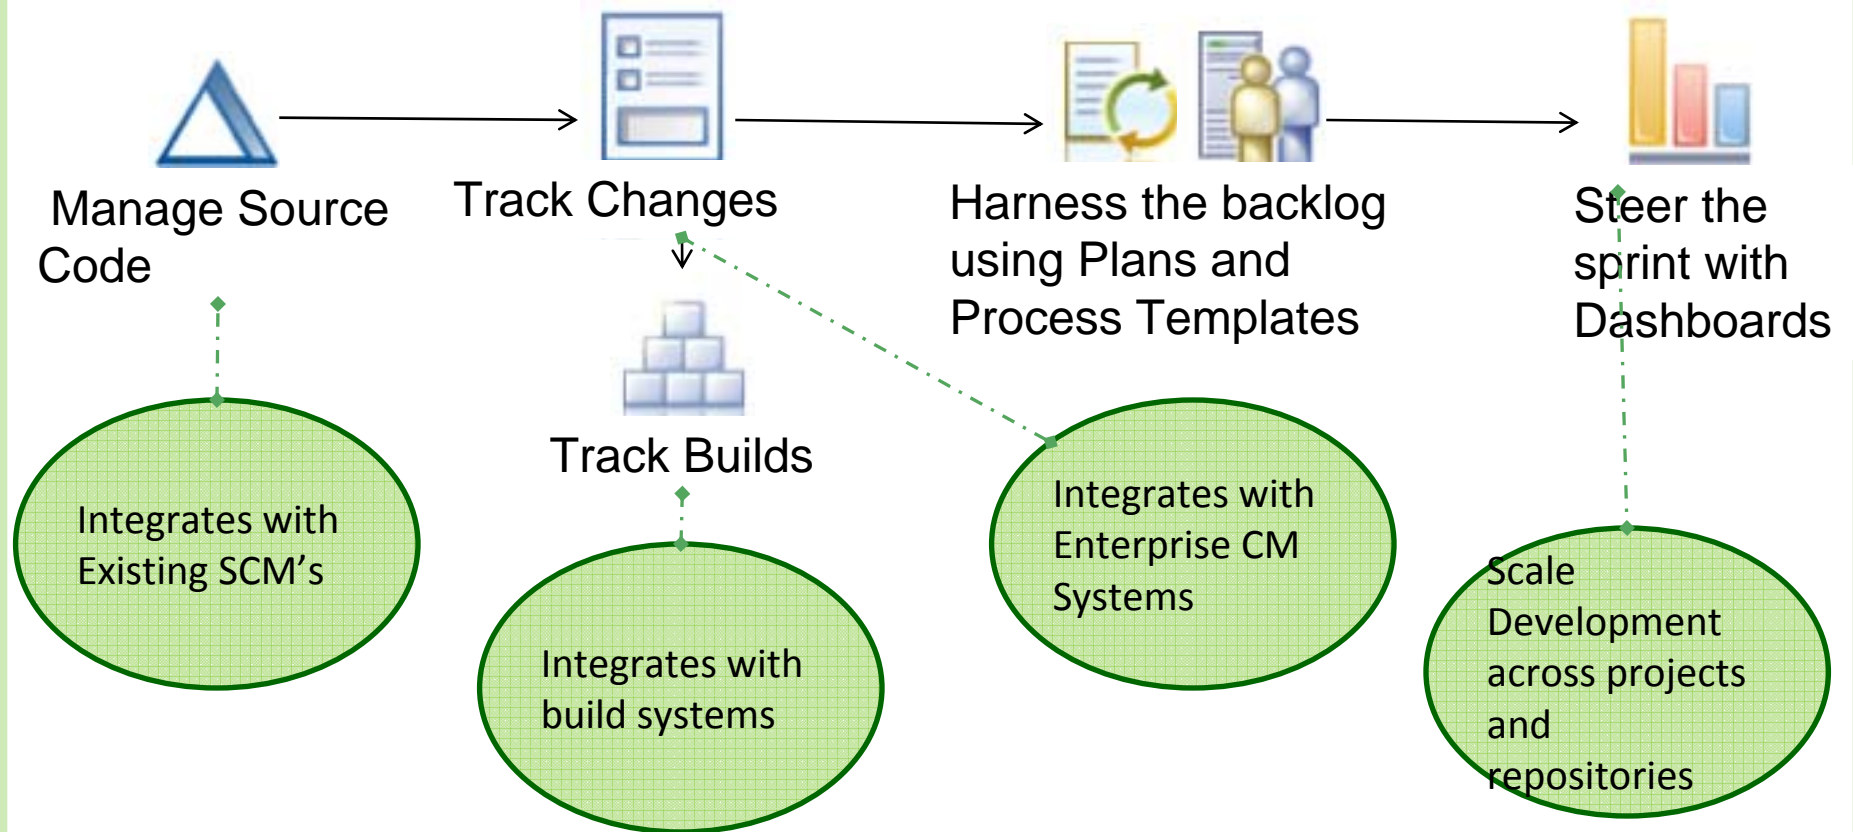 Manage Source
Code
Track Changes
Harness the backlog
using Plans and
Process Templates
Steer the
sprint with
Dashboards
Track Builds
Integrates with
Existing SCM’s
Integrates with
build systems
Integrates with
Enterprise CM
Systems
Scale
Development
across projects
and
repositories